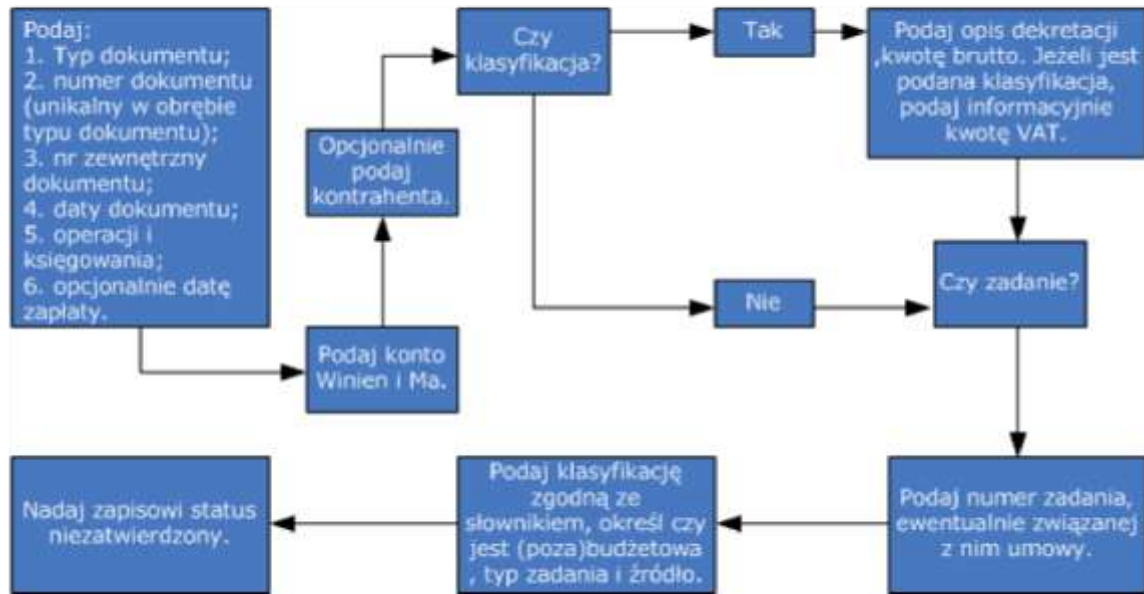 Podaj:
1. Typ dokumentu;
2. numer dokumentu
(unikalny w obrębie
typu dokumentu);
3. nr zewnętrzny
dokumentu;
4. daty dokumentu;
5. operacji i
księgowania;
6. opcjonalnie datę
zapłaty.
Podaj konto
Winien i Ma.
Opcjonalnie
podaj
kontrahenta.
Czy
klasyfikacja?
Tak
Podaj opis dekretacji
,kwotę brutto. Jeżeli jest
podana klasyfikacja,
podaj informacyjnie
kwotę VAT.
Nie
Czy zadanie?
Podaj numer zadania,
ewentualnie związanej
z nim umowy.
Podaj klasyfikację
zgodną ze
słownikiem, określ czy
jest (poza)budżetowa
, typ zadania i źródło.
Nadaj zapisowi status
niezatwierdzony.